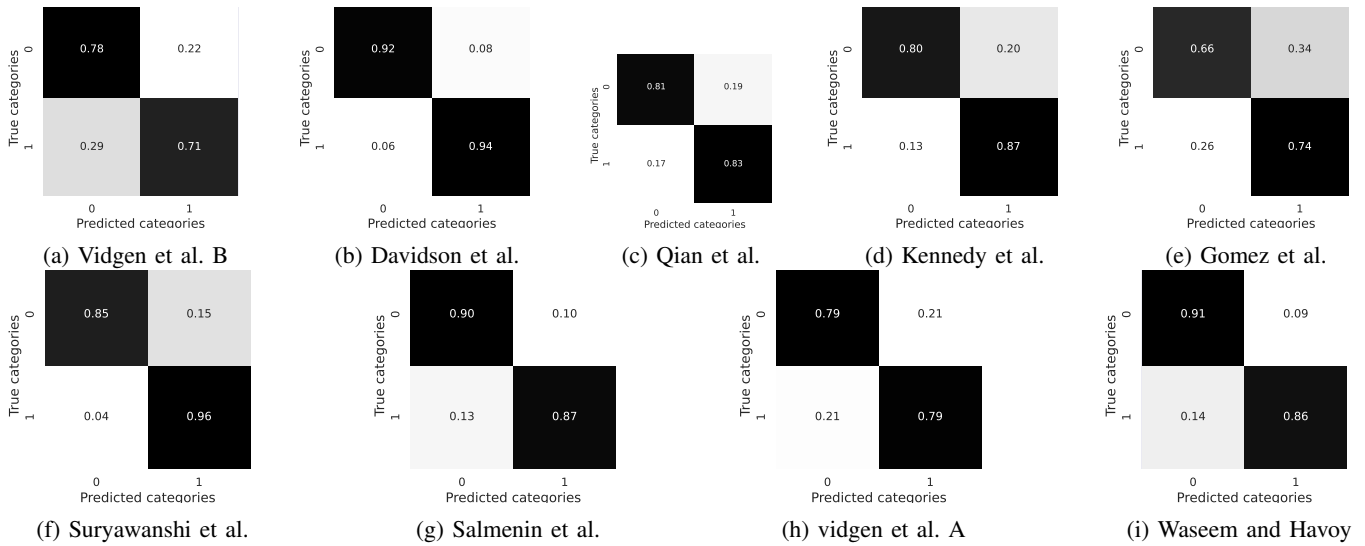 True categories
0
0.78
0.22
1
0.29
0.71
0
1
Predicted categories
(a) Vidgen et al. B
True categories
0
0.92
0.08
1
0.06
0.94
0
1
Predicted categories
(b) Davidson et al.
True categories
0
0.81
0.19
1
0.17
0.83
0
1
Predicted categories
(c) Qian et al.
True categories
0
0.80
0.20
1
0.13
0.87
0
1
Predicted categories
(d) Kennedy et al.
True categories
0
0.66
0.34
1
0.26
0.74
0
1
Predicted categories
(e) Gomez et al.
True categories
0
0.85
0.15
1
0.04
0.96
0
1
Predicted categories
(f) Suryawanshi et al.
True categories
0
0.90
0.10
1
0.13
0.87
0
1
Predicted categories
(g) Salmenin et al.
True categories
0
0.79
0.21
1
0.21
0.79
0
1
Predicted categories
(h) vidgen et al. A
True categories
0
0.91
0.09
1
0.14
0.86
0
1
Predicted categories
(i) Waseem and Havoy